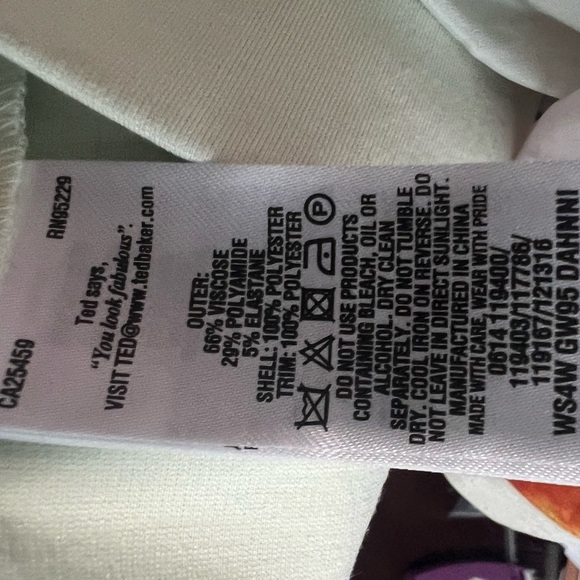 CA25459 RN95229
Ted says,
“You look fabulous”.
VISIT TED@www.tedbaker.com
OUTER:
66% VISCOSE
29% POLYAMIDE
5% ELASTANE
SHELL: 100% POLYESTER
TRIM: 100% POLYESTER
P
DO NOT USE PRODUCTS
CONTAINING BLEACH, OIL OR
ALCOHOL. DRY CLEAN
SEPARATELY. DO NOT TUMBLE
DRY. COOL IRON ON REVERSE. DO
NOT LEAVE IN DIRECT SUNLIGHT.
MANUFACTURED IN CHINA
MADE WITH CARE, WEAR WITH PRIDE
0614 119400/
119403/117786/
119167/121316
WS4W GW95 DAHNNI